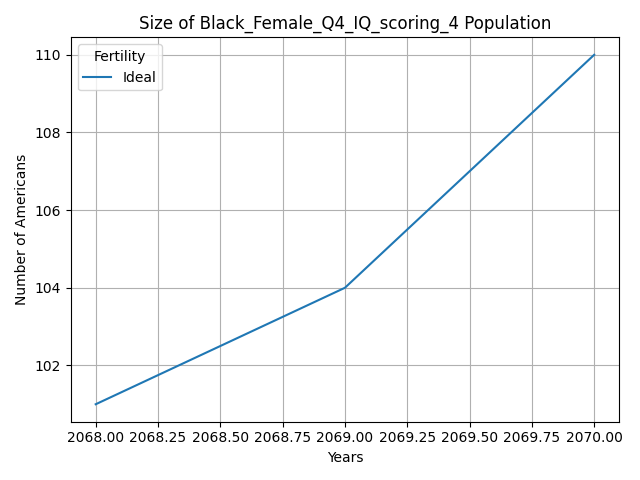 Size of Black_Female_Q4_IQ_scoring_4 Population
Fertility
Ideal
Number of Americans
110
108
106
104
102
2068.00 2068.25 2068.50 2068.75 2069.00 2069.25 2069.50 2069.75 2070.00
Years